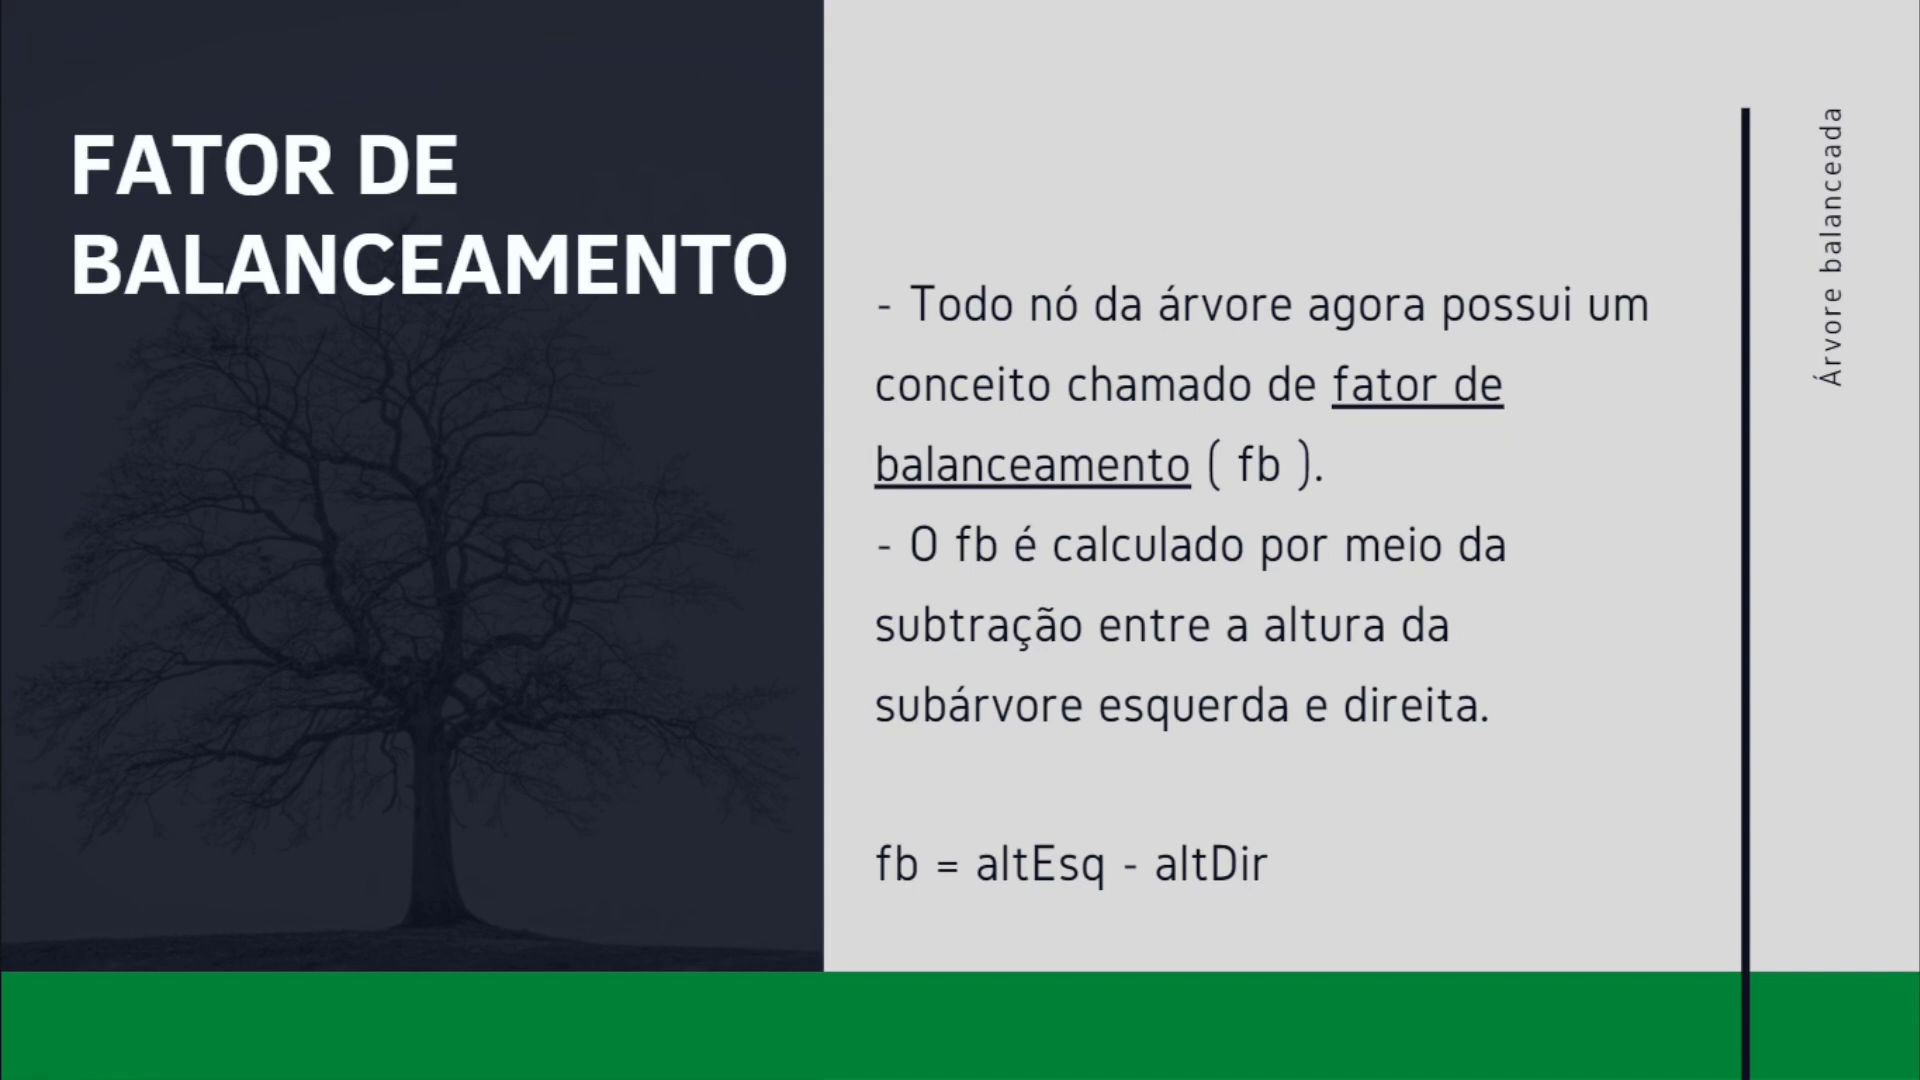 FATOR DE
BALANCEAMENTO
- Todo nó da árvore agora possui um
conceito chamado de fator de
balanceamento ( fb ).
- O fb é calculado por meio da
subtração entre a altura da
subárvore esquerda e direita.
fb = altEsq - altDir
Árvore balanceada